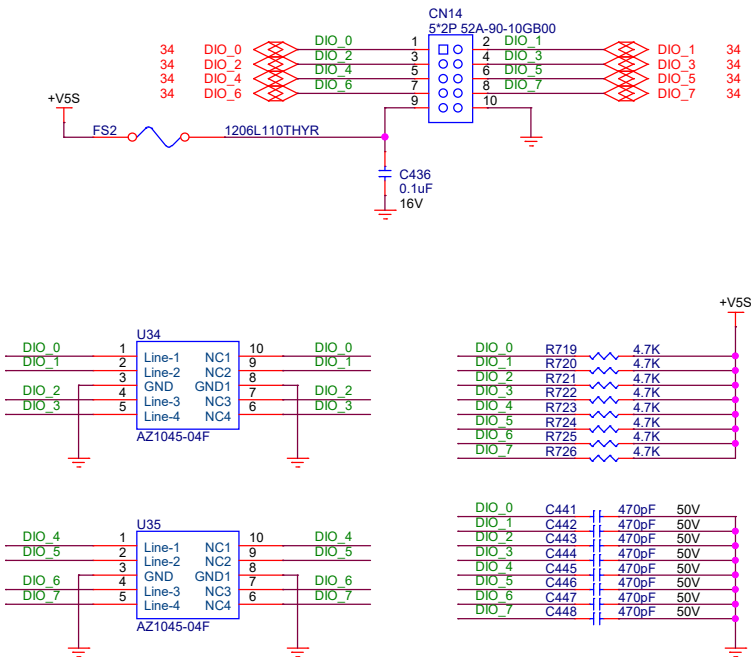 CN14
5*2P 52A-90-10GB00
34 DIO_0 DIO_0 1 2 DIO_1 DIO_1 34
34 DIO_2 DIO_2 3 4 DIO_3 DIO_3 34
34 DIO_4 DIO_4 5 6 DIO_5 DIO_5 34
34 DIO_6 DIO_6 7 8 DIO_7 DIO_7 34
+V5S
9 10
FS2 1206L110THYR
C436
0.1uF
16V
+V5S
U34
DIO_0 1 Line-1 NC1 10 DIO_0
DIO_1 2 Line-2 NC2 9 DIO_1
3 GND GND1 8
DIO_2 4 Line-3 NC3 7 DIO_2
DIO_3 5 Line-4 NC4 6 DIO_3
AZ1045-04F
DIO_0 R719 4.7K
DIO_1 R720 4.7K
DIO_2 R721 4.7K
DIO_3 R722 4.7K
DIO_4 R723 4.7K
DIO_5 R724 4.7K
DIO_6 R725 4.7K
DIO_7 R726 4.7K
U35
DIO_4 1 Line-1 NC1 10 DIO_4
DIO_5 2 Line-2 NC2 9 DIO_5
3 GND GND1 8
DIO_6 4 Line-3 NC3 7 DIO_6
DIO_7 5 Line-4 NC4 6 DIO_7
AZ1045-04F
DIO_0 C441 470pF 50V
DIO_1 C442 470pF 50V
DIO_2 C443 470pF 50V
DIO_3 C444 470pF 50V
DIO_4 C445 470pF 50V
DIO_5 C446 470pF 50V
DIO_6 C447 470pF 50V
DIO_7 C448 470pF 50V